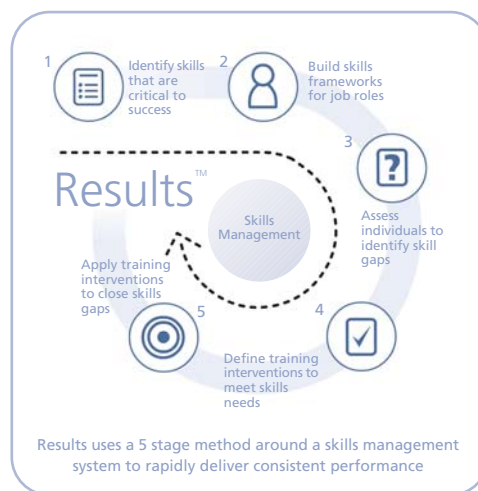 1
Identify skills
that are
critical to
success
2
Build skills
frameworks
for job roles
3
Assess
individuals to
identify skill
gaps
4
Define training
interventions to
meet skills
needs
5
Apply training
interventions
to close skills
gaps
Results™
Skills
Management
Results uses a 5 stage method around a skills management
system to rapidly deliver consistent performance